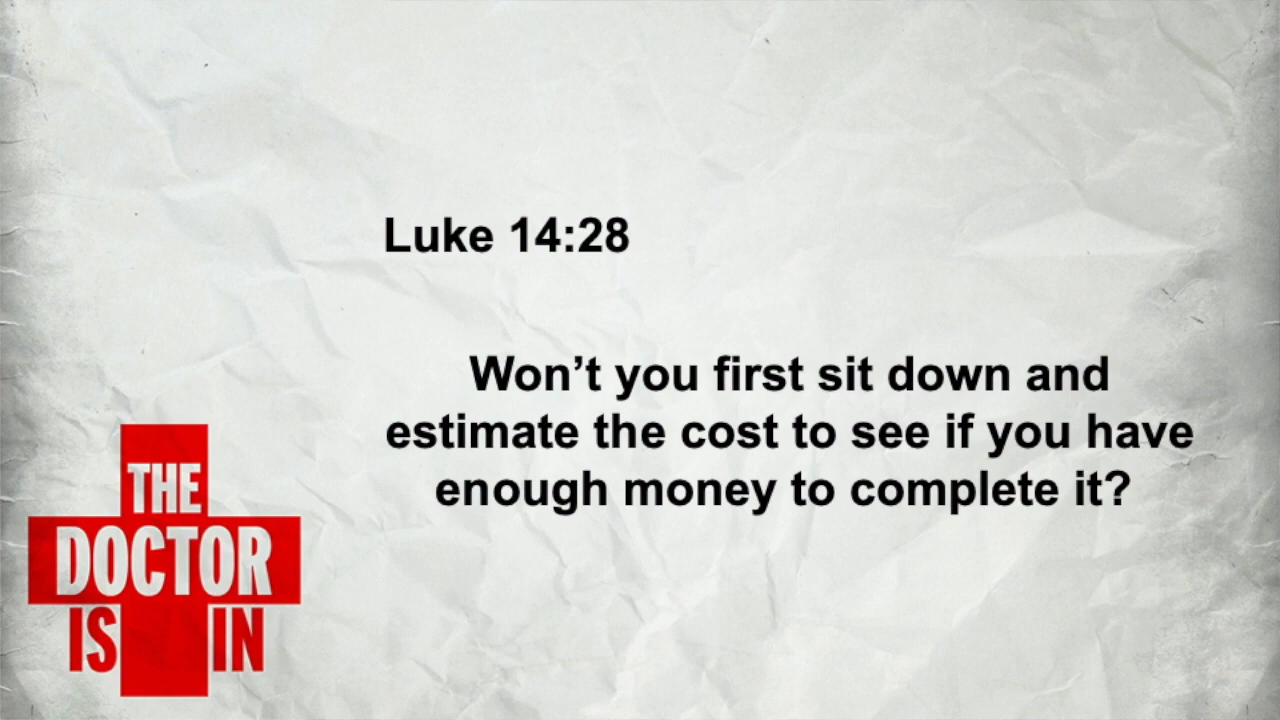 Luke 14:28
Won’t you first sit down and
estimate the cost to see if you have
enough money to complete it?
THE
DOCTOR
IS IN